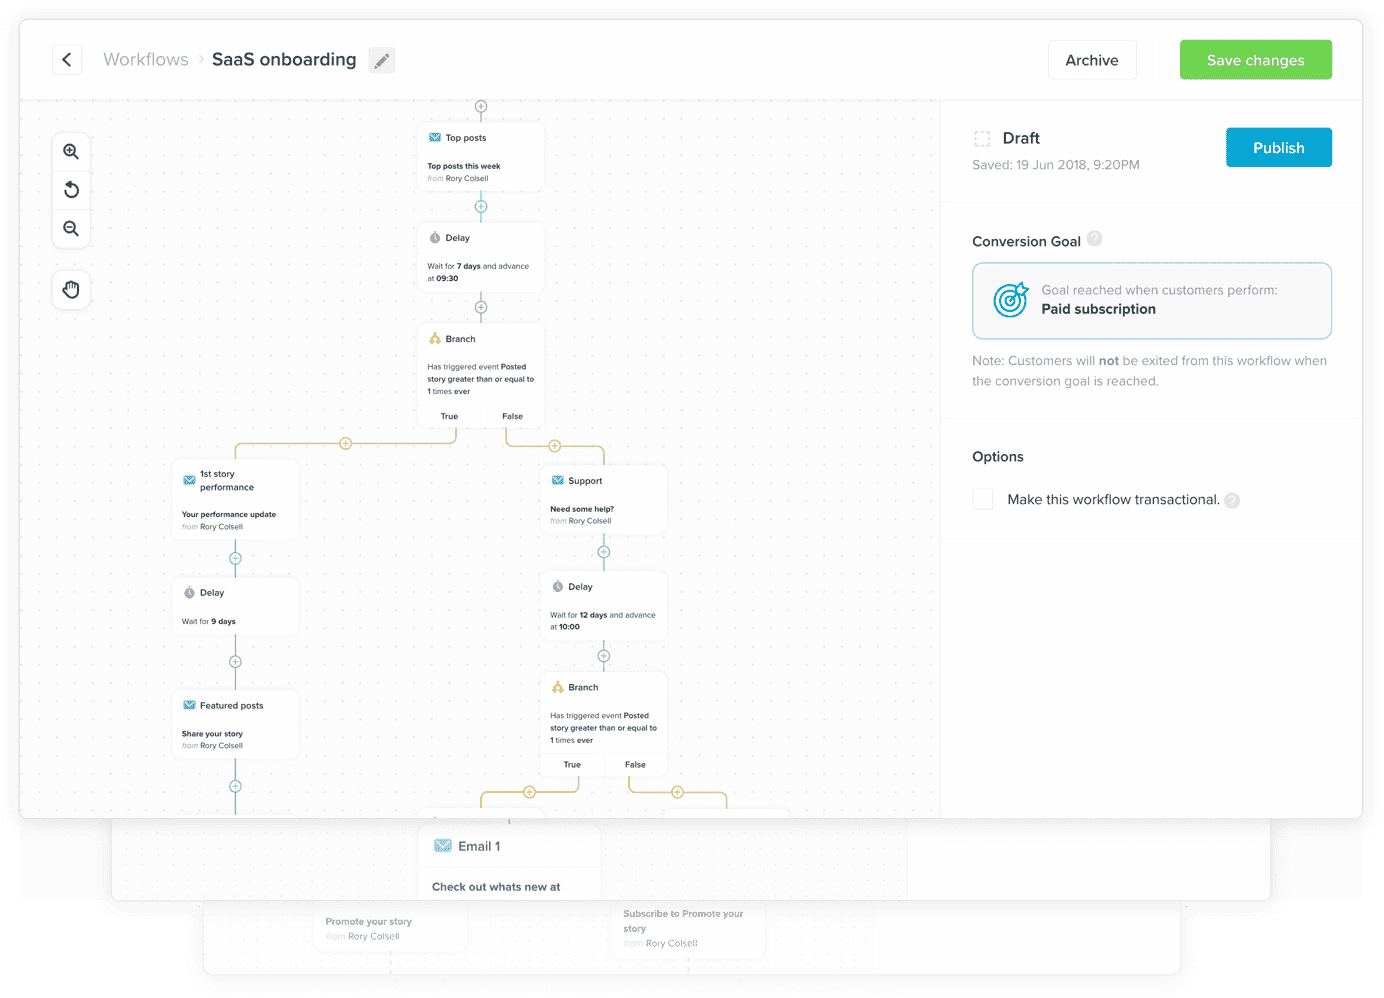 Workflows › SaaS onboarding
Archive
Save changes
Top posts
Top posts this week
from Rory Colsell
Delay
Wait for 7 days and advance
at 09:30
Branch
Has triggered event Posted
story greater than or equal to
1 times ever
True
False
1st story
performance
Your performance update
from Rory Colsell
Delay
Wait for 9 days
Featured posts
Share your story
from Rory Colsell
Support
Need some help?
from Rory Colsell
Delay
Wait for 12 days and advance
at 10:00
Branch
Has triggered event Posted
story greater than or equal to
1 times ever
True
False
Draft
Saved: 19 Jun 2018, 9:20PM
Publish
Conversion Goal ?
Goal reached when customers perform:
Paid subscription
Note: Customers will not be exited from this workflow when
the conversion goal is reached.
Options
Make this workflow transactional. ?
Email 1
Check out whats new at
Promote your story
from Rory Colsell
Subscribe to Promote your
story
from Rory Colsell